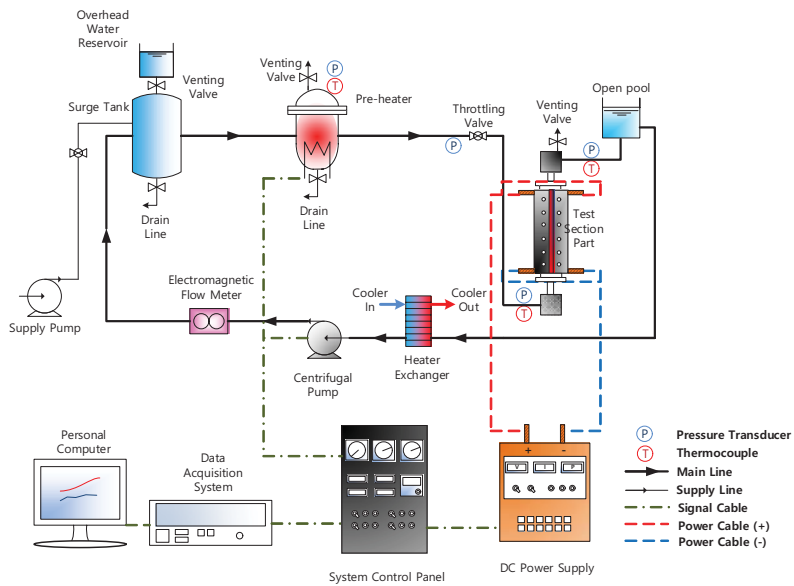 Overhead
Water
Reservoir
Venting
Valve
Surge Tank
Drain
Line
Supply Pump
Venting
Valve
P
T
Pre-heater
Drain
Line
Throttling
Valve
P
Venting
Valve
Open pool
P
T
Test
Section
Part
P
T
Electromagnetic
Flow Meter
Cooler
In
Cooler
Out
Heater
Exchanger
Centrifugal
Pump
Personal
Computer
Data
Acquisition
System
System Control Panel
+ -
V I P
DC Power Supply
P Pressure Transducer
T Thermocouple
Main Line
Supply Line
Signal Cable
Power Cable (+)
Power Cable (-)